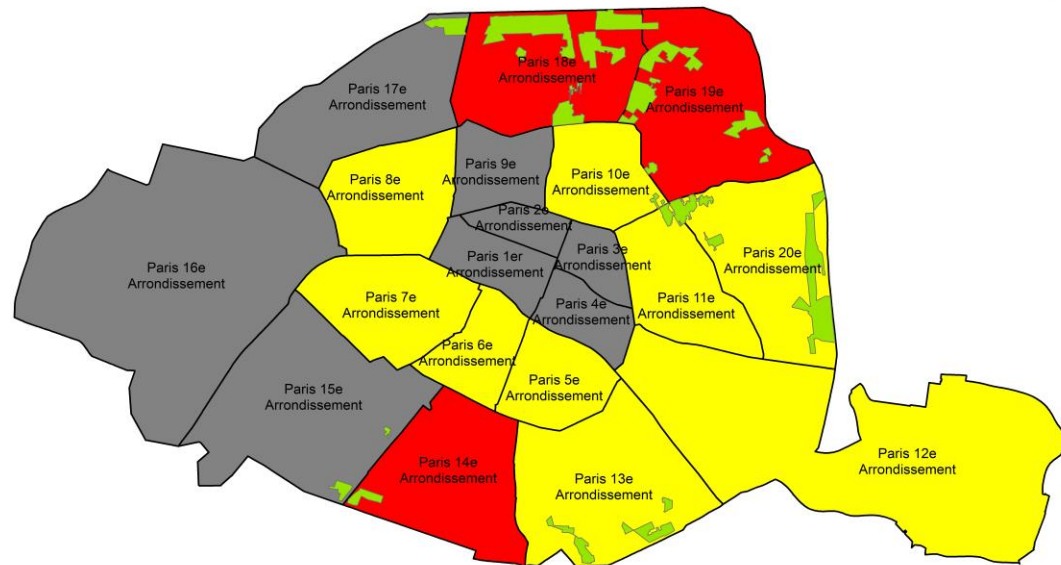 Paris 18e
Arrondissement
Paris 17e
Arrondissement
Paris 19e
Arrondissement
Paris 9e
Arrondissement
Paris 10e
Arrondissement
Paris 8e
Arrondissement
Paris 2e
Arrondissement
Paris 3e
Arrondissement
Paris 20e
Arrondissement
Paris 1er
Arrondissement
Paris 16e
Arrondissement
Paris 7e
Arrondissement
Paris 11e
Arrondissement
Paris 4e
Arrondissement
Paris 6e
Arrondissement
Paris 5e
Arrondissement
Paris 15e
Arrondissement
Paris 12e
Arrondissement
Paris 14e
Arrondissement
Paris 13e
Arrondissement